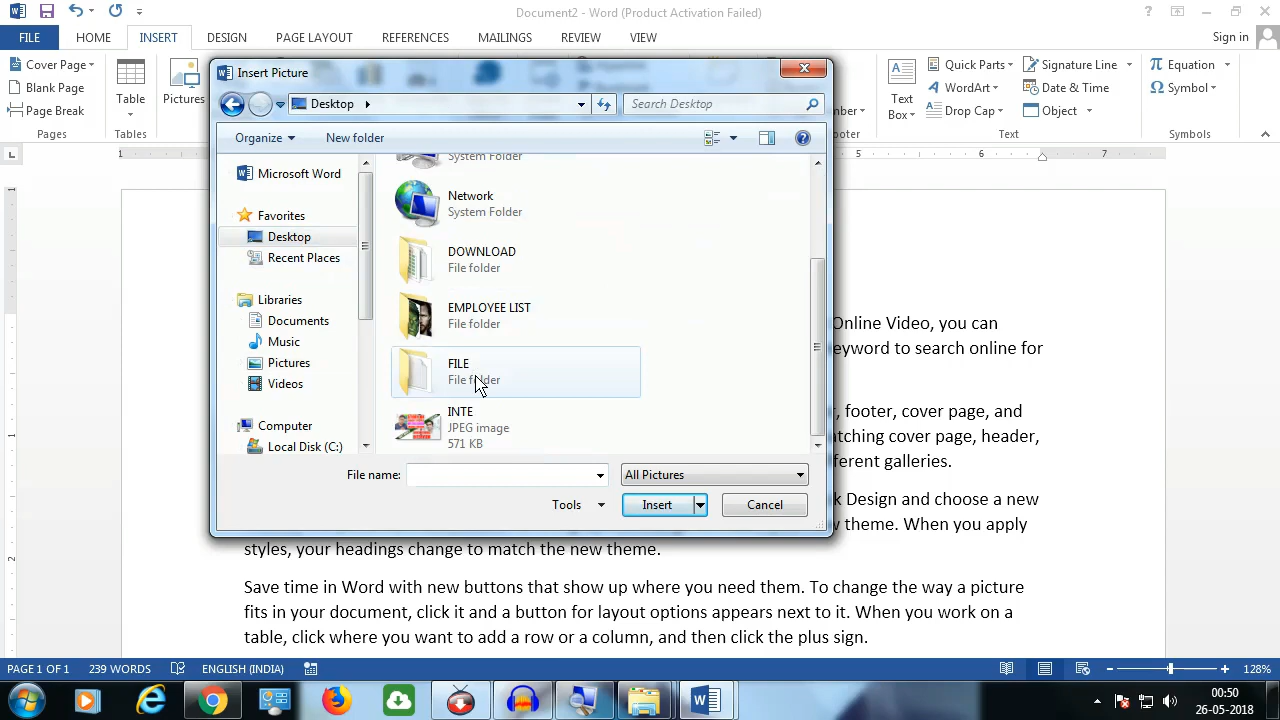 Document2 - Word (Product Activation Failed)
FILE HOME INSERT DESIGN PAGE LAYOUT REFERENCES MAILINGS REVIEW VIEW Sign in
Cover Page
Blank Page
Page Break
Pages
Table
Tables
Pictures
Text
Box
Quick Parts
WordArt
Drop Cap
Signature Line
Date & Time
Object
Text
Equation
Symbol
Symbols
Insert Picture
Desktop
Search Desktop
Organize New folder
Microsoft Word
Favorites
Desktop
Recent Places
Libraries
Documents
Music
Pictures
Videos
Computer
Local Disk (C:)
System Folder
Network
System Folder
DOWNLOAD
File folder
EMPLOYEE LIST
File folder
FILE
File folder
INTE
JPEG image
571 KB
File name: All Pictures
Tools Insert Cancel
1 5 6 7
1
1
2
Online Video, you can
eyword to search online for
r, footer, cover page, and
atching cover page, header,
ferent galleries.
k Design and choose a new
w theme. When you apply
styles, your headings change to match the new theme.
Save time in Word with new buttons that show up where you need them. To change the way a picture
fits in your document, click it and a button for layout options appears next to it. When you work on a
table, click where you want to add a row or a column, and then click the plus sign.
PAGE 1 OF 1 239 WORDS ENGLISH (INDIA) 128%
00:50
26-05-2018